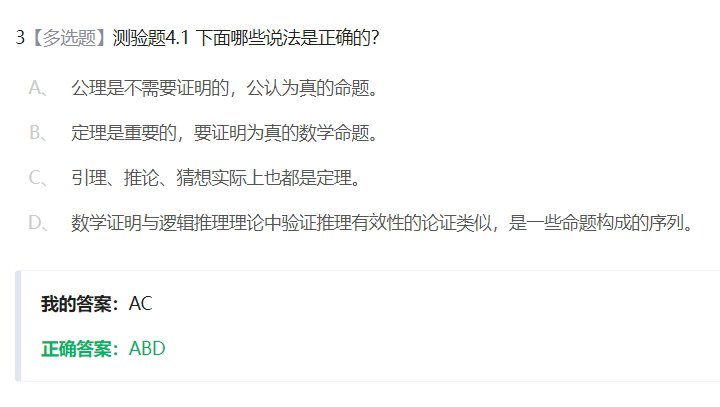 3【多选题】测验题4.1 下面哪些说法是正确的？
A、 公理是不需要证明的，公认为真的命题。
B、 定理是重要的，要证明为真的数学命题。
C、 引理、推论、猜想实际上也都是定理。
D、 数学证明与逻辑推理理论中验证推理有效性的论证类似，是一些命题构成的序列。
我的答案：AC
正确答案：ABD